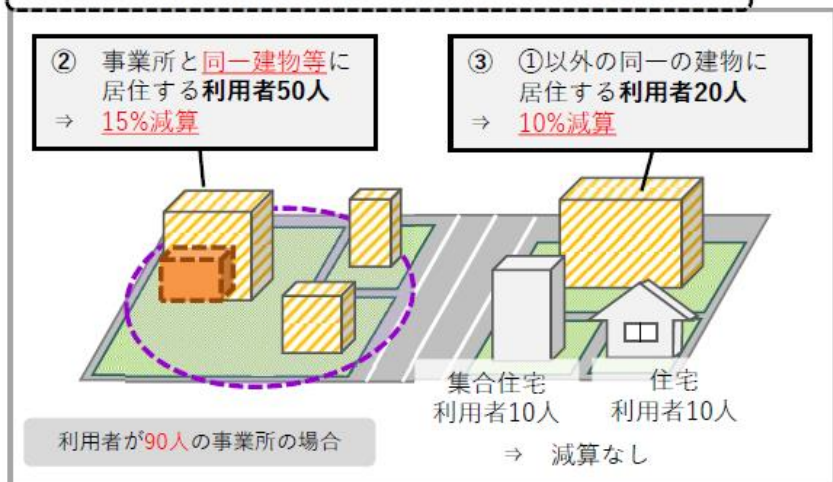 ② 事業所と同一建物等に
居住する利用者50人
⇒ 15%減算
③ ①以外の同一の建物に
居住する利用者20人
⇒ 10%減算
集合住宅
利用者10人
住宅
利用者10人
⇒ 減算なし
利用者が90人の事業所の場合